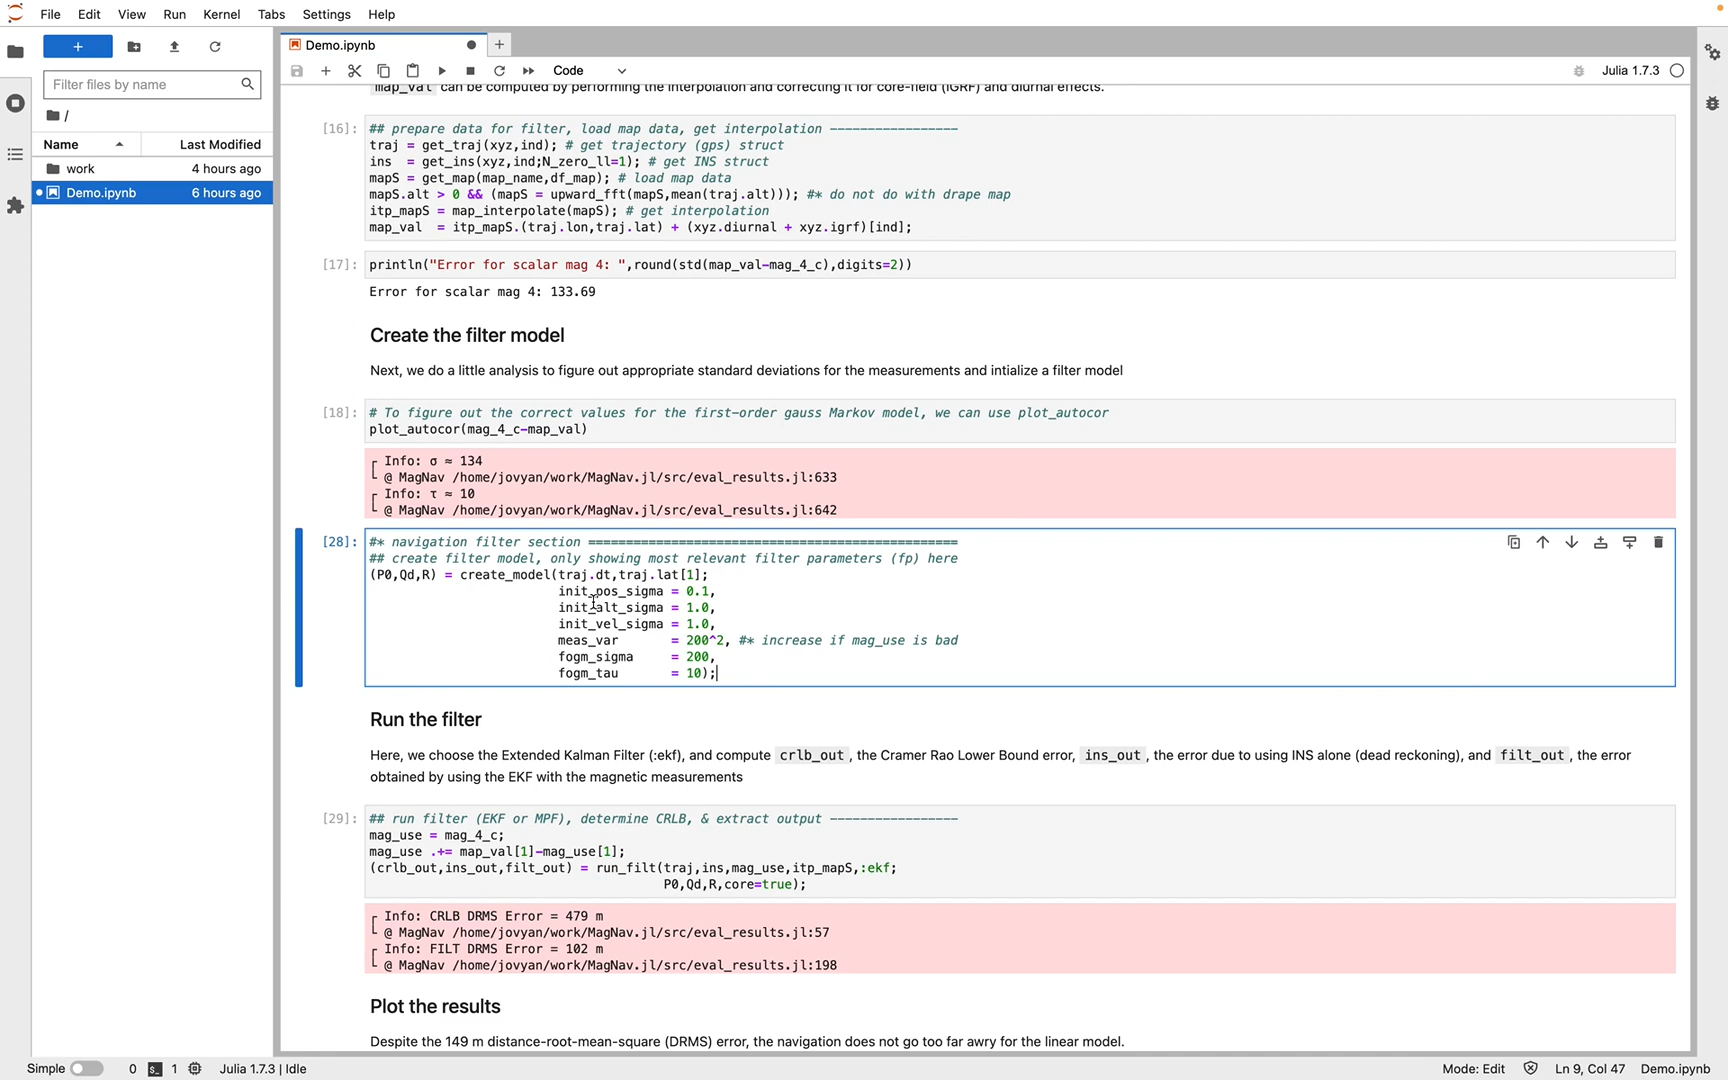 File Edit View Run Kernel Tabs Settings Help
Filter files by name
/
Name Last Modified
work 4 hours ago
Demo.ipynb 6 hours ago
Demo.ipynb
Code
Julia 1.7.3
map_val can be computed by performing the interpolation and correcting it for core-field (IGRF) and diurnal effects.
[16]: ## prepare data for filter, load map data, get interpolation -----------------
traj = get_traj(xyz,ind); # get trajectory (gps) struct
ins = get_ins(xyz,ind;N_zero_ll=1); # get INS struct
mapS = get_map(map_name,df_map); # load map data
mapS.alt > 0 && (mapS = upward_fft(mapS,mean(traj.alt))); #* do not do with drape map
itp_mapS = map_interpolate(mapS); # get interpolation
map_val = itp_mapS.(traj.lon,traj.lat) + (xyz.diurnal + xyz.igrf)[ind];
[17]: println("Error for scalar mag 4: ",round(std(map_val-mag_4_c),digits=2))
Error for scalar mag 4: 133.69
Create the filter model
Next, we do a little analysis to figure out appropriate standard deviations for the measurements and intialize a filter model
[18]: # To figure out the correct values for the first-order gauss Markov model, we can use plot_autocor
plot_autocor(mag_4_c-map_val)
┌ Info: σ ≈ 134
└ @ MagNav /home/jovyan/work/MagNav.jl/src/eval_results.jl:633
┌ Info: τ ≈ 10
└ @ MagNav /home/jovyan/work/MagNav.jl/src/eval_results.jl:642
[28]: #* navigation filter section =================================================
## create filter model, only showing most relevant filter parameters (fp) here
(P0,Qd,R) = create_model(traj.dt,traj.lat[1];
init_pos_sigma = 0.1,
init_alt_sigma = 1.0,
init_vel_sigma = 1.0,
meas_var = 200^2, #* increase if mag_use is bad
fogm_sigma = 200,
fogm_tau = 10);
Run the filter
Here, we choose the Extended Kalman Filter (:ekf), and compute crlb_out , the Cramer Rao Lower Bound error, ins_out , the error due to using INS alone (dead reckoning), and filt_out , the error
obtained by using the EKF with the magnetic measurements
[29]: ## run filter (EKF or MPF), determine CRLB, & extract output -----------------
mag_use = mag_4_c;
mag_use .+= map_val[1]-mag_use[1];
(crlb_out,ins_out,filt_out) = run_filt(traj,ins,mag_use,itp_mapS,:ekf;
P0,Qd,R,core=true);
┌ Info: CRLB DRMS Error = 479 m
└ @ MagNav /home/jovyan/work/MagNav.jl/src/eval_results.jl:57
┌ Info: FILT DRMS Error = 102 m
└ @ MagNav /home/jovyan/work/MagNav.jl/src/eval_results.jl:198
Plot the results
Despite the 149 m distance-root-mean-square (DRMS) error, the navigation does not go too far awry for the linear model.
Simple 0 1 Julia 1.7.3 | Idle Mode: Edit Ln 9, Col 47 Demo.ipynb